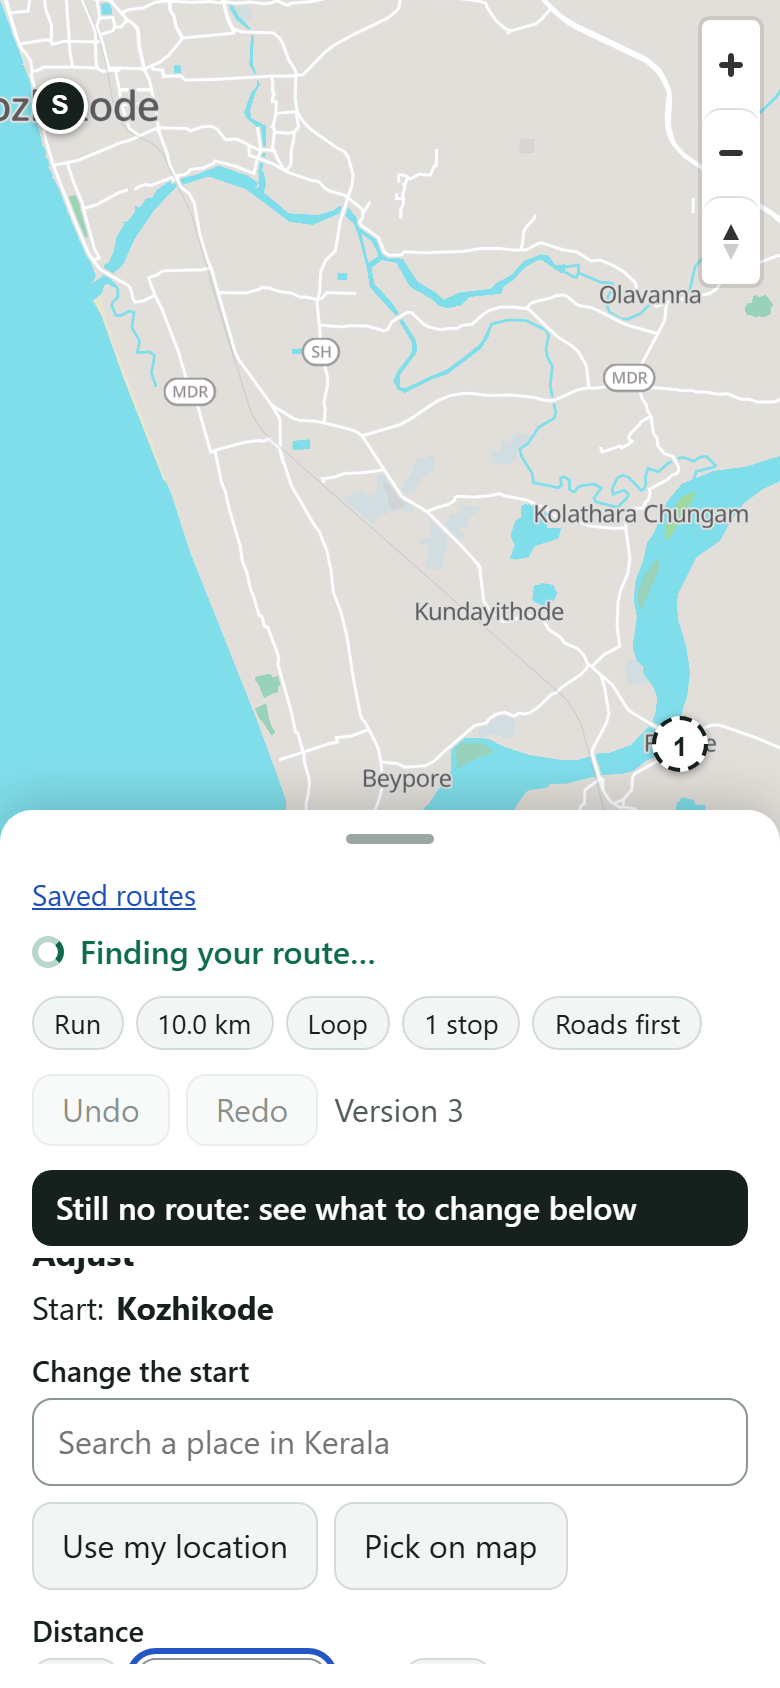 S
Olavanna
SH
MDR
MDR
Kolathara Chungam
Kundayithode
1
Beypore
Saved routes
Finding your route...
Run
10.0 km
Loop
1 stop
Roads first
Undo
Redo
Version 3
Still no route: see what to change below
Adjust
Start: Kozhikode
Change the start
Search a place in Kerala
Use my location
Pick on map
Distance